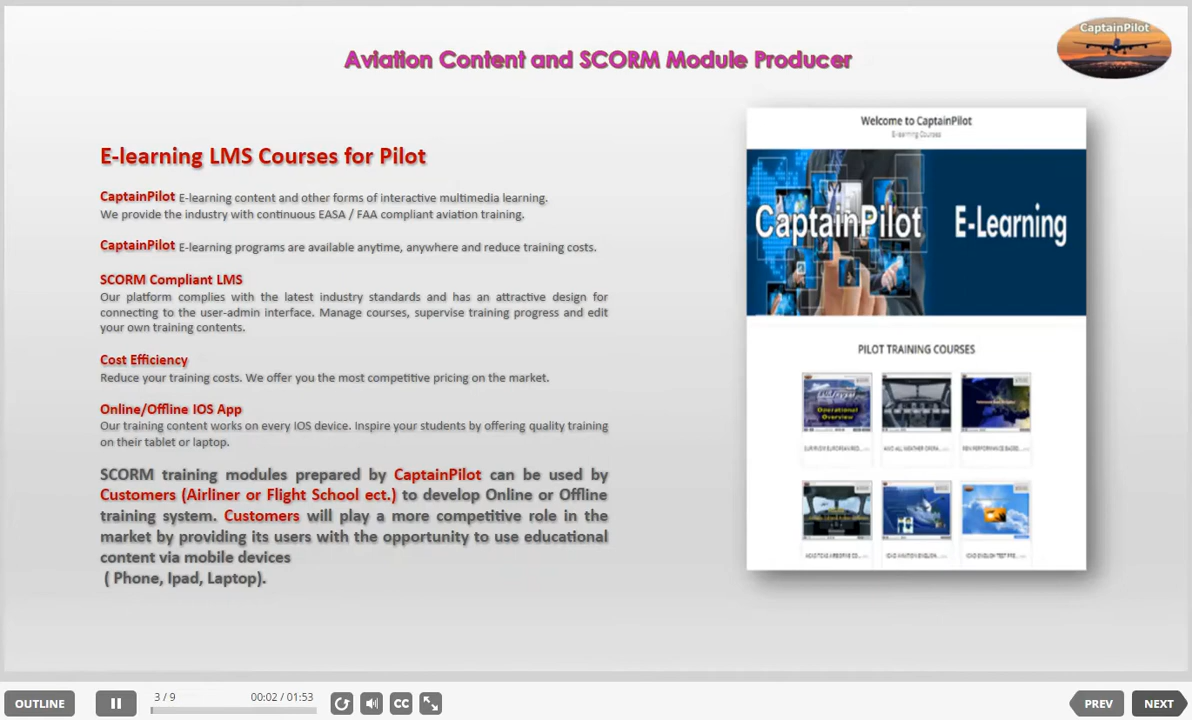 CaptainPilot
Aviation Content and SCORM Module Producer
E-learning LMS Courses for Pilot
CaptainPilot E-learning content and other forms of interactive multimedia learning.
We provide the industry with continuous EASA / FAA compliant aviation training.
CaptainPilot E-learning programs are available anytime, anywhere and reduce training costs.
SCORM Compliant LMS
Our platform complies with the latest industry standards and has an attractive design for
connecting to the user-admin interface. Manage courses, supervise training progress and edit
your own training contents.
Cost Efficiency
Reduce your training costs. We offer you the most competitive pricing on the market.
Online/Offline IOS App
Our training content works on every IOS device. Inspire your students by offering quality training
on their tablet or laptop.
SCORM training modules prepared by CaptainPilot can be used by
Customers (Airliner or Flight School ect.) to develop Online or Offline
training system. Customers will play a more competitive role in the
market by providing its users with the opportunity to use educational
content via mobile devices
( Phone, Ipad, Laptop).
Welcome to CaptainPilot
E-learning Courses
CaptainPilot E-Learning
PILOT TRAINING COURSES
Operational
Overview
OUTLINE
3 / 9
00:02 / 01:53
CC
PREV
NEXT